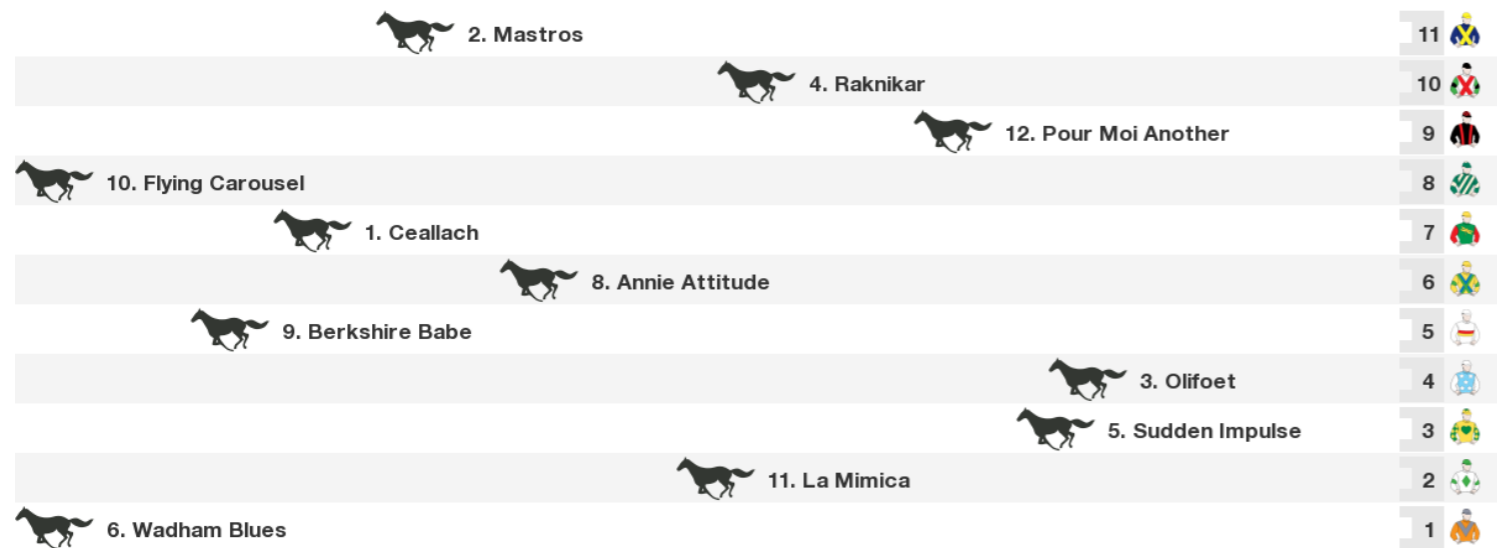 2. Mastros 11
4. Raknikar 10
12. Pour Moi Another 9
10. Flying Carousel 8
1. Ceallach 7
8. Annie Attitude 6
9. Berkshire Babe 5
3. Olifoet 4
5. Sudden Impulse 3
11. La Mimica 2
6. Wadham Blues 1